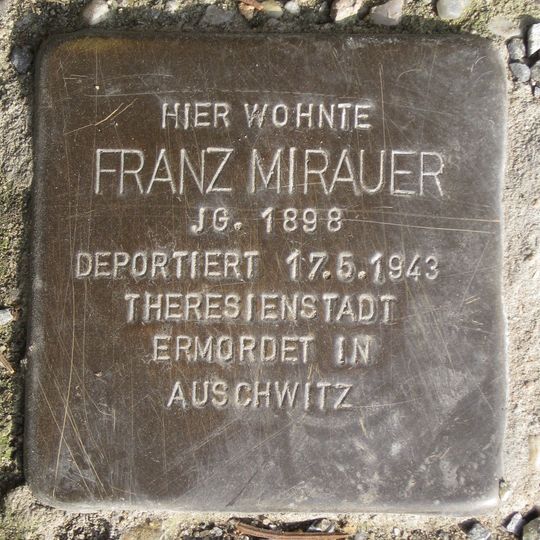 HIER WOHNTE
FRANZ MIRAUER
JG. 1898
DEPORTIERT 17.5.1943
THERESIENSTADT
ERMORDET IN
AUSCHWITZ